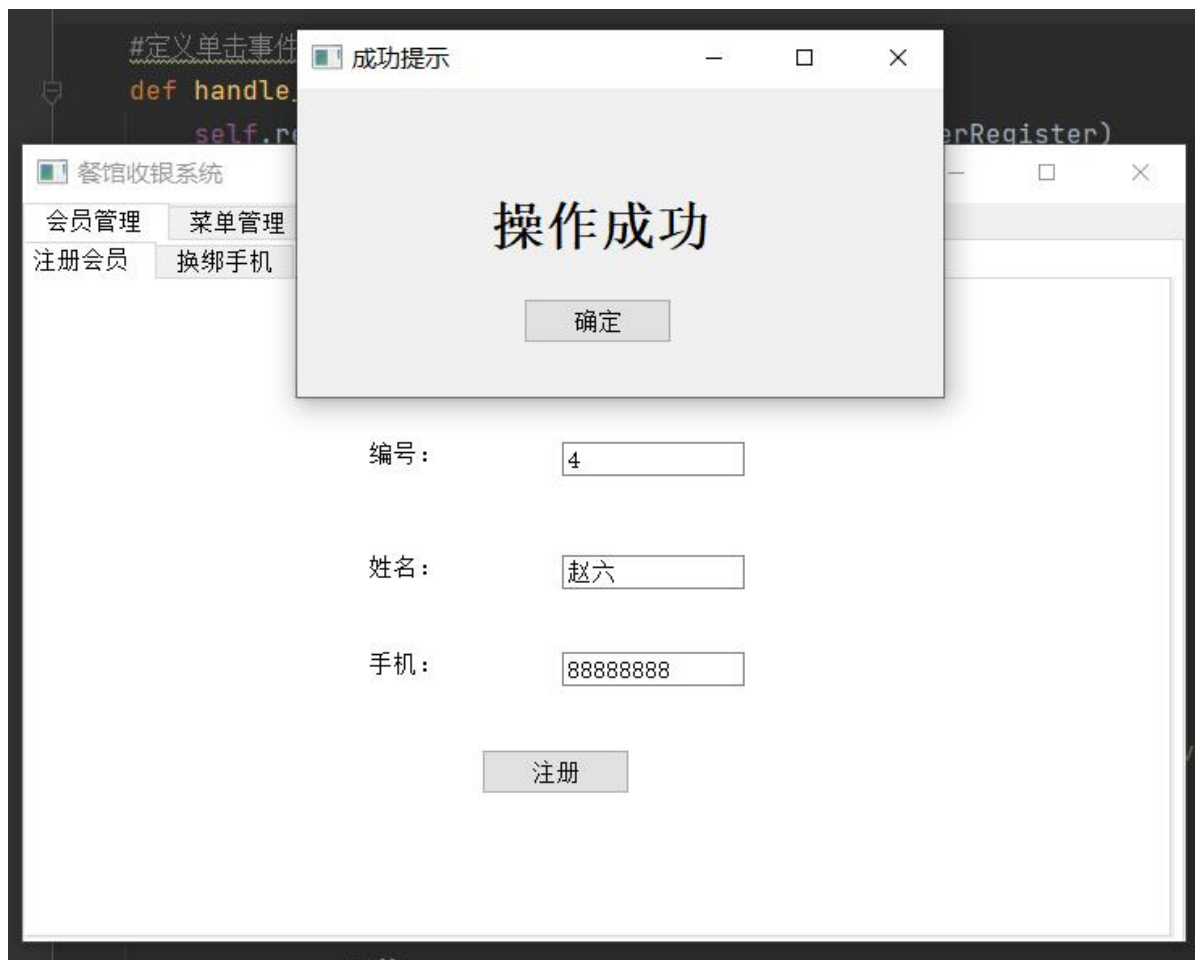 #定义单击事件
def handle_
self.re
erRegister)
成功提示
操作成功
确定
餐馆收银系统
会员管理
菜单管理
注册会员
换绑手机
编号：
4
姓名：
赵六
手机：
88888888
注册